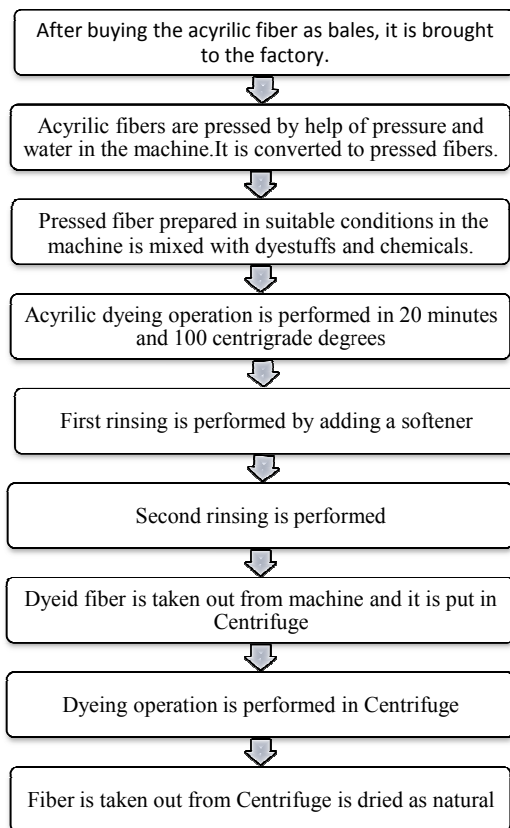 After buying the acyrilic fiber as bales, it is brought
to the factory.
Acyrilic fibers are pressed by help of pressure and
water in the machine.It is converted to pressed fibers.
Pressed fiber prepared in suitable conditions in the
machine is mixed with dyestuffs and chemicals.
Acyrilic dyeing operation is performed in 20 minutes
and 100 centrigrade degrees
First rinsing is performed by adding a softener
Second rinsing is performed
Dyeid fiber is taken out from machine and it is put in
Centrifuge
Dyeing operation is performed in Centrifuge
Fiber is taken out from Centrifuge is dried as natural